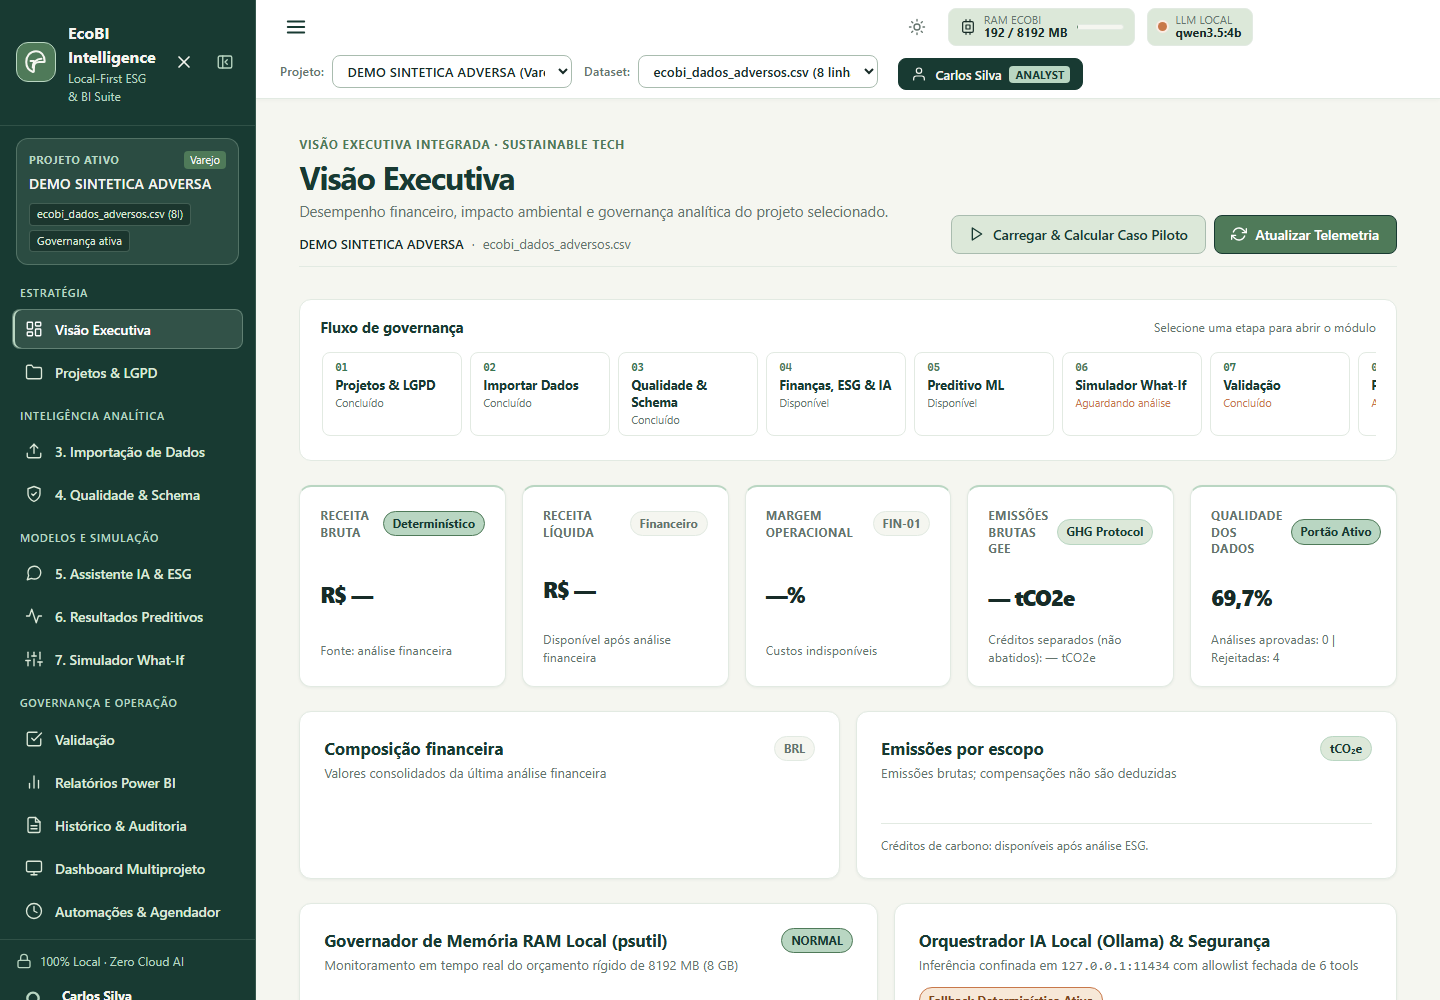 EcoBI
Intelligence
Local-First ESG
& BI Suite
PROJETO ATIVO
Varejo
DEMO SINTETICA ADVERSA
ecobi_dados_adversos.csv (8l)
Governança ativa
ESTRATÉGIA
Visão Executiva
Projetos & LGPD
INTELIGÊNCIA ANALÍTICA
3. Importação de Dados
4. Qualidade & Schema
MODELOS E SIMULAÇÃO
5. Assistente IA & ESG
6. Resultados Preditivos
7. Simulador What-If
GOVERNANÇA E OPERAÇÃO
Validação
Relatórios Power BI
Histórico & Auditoria
Dashboard Multiprojeto
Automações & Agendador
100% Local · Zero Cloud AI
Carlos Silva
RAM ECOBI
192 / 8192 MB
LLM LOCAL
qwen3.5:4b
Projeto:
DEMO SINTETICA ADVERSA (Vare
Dataset:
ecobi_dados_adversos.csv (8 linh
Carlos Silva
ANALYST
VISÃO EXECUTIVA INTEGRADA · SUSTAINABLE TECH
Visão Executiva
Desempenho financeiro, impacto ambiental e governança analítica do projeto selecionado.
DEMO SINTETICA ADVERSA · ecobi_dados_adversos.csv
Carregar & Calcular Caso Piloto
Atualizar Telemetria
Fluxo de governança
Selecione uma etapa para abrir o módulo
01
Projetos & LGPD
Concluído
02
Importar Dados
Concluído
03
Qualidade &
Schema
Concluído
04
Finanças, ESG & IA
Disponível
05
Preditivo ML
Disponível
06
Simulador What-If
Aguardando análise
07
Validação
Concluído
RECEITA
BRUTA
Determinístico
R$ —
Fonte: análise financeira
RECEITA
LÍQUIDA
Financeiro
R$ —
Disponível após análise
financeira
MARGEM
OPERACIONAL
FIN-01
—%
Custos indisponíveis
EMISSÕES
BRUTAS
GEE
GHG Protocol
— tCO2e
Créditos separados (não
abatidos): — tCO2e
QUALIDADE
DOS
DADOS
Portão Ativo
69,7%
Análises aprovadas: 0 |
Rejeitadas: 4
Composição financeira
BRL
Valores consolidados da última análise financeira
Emissões por escopo
tCO₂e
Emissões brutas; compensações não são deduzidas
Créditos de carbono: disponíveis após análise ESG.
Governador de Memória RAM Local (psutil)
NORMAL
Monitoramento em tempo real do orçamento rígido de 8192 MB (8 GB)
Orquestrador IA Local (Ollama) & Segurança
Inferência confinada em 127.0.0.1:11434 com allowlist fechada de 6 tools
Fallback Determinístico Ativo